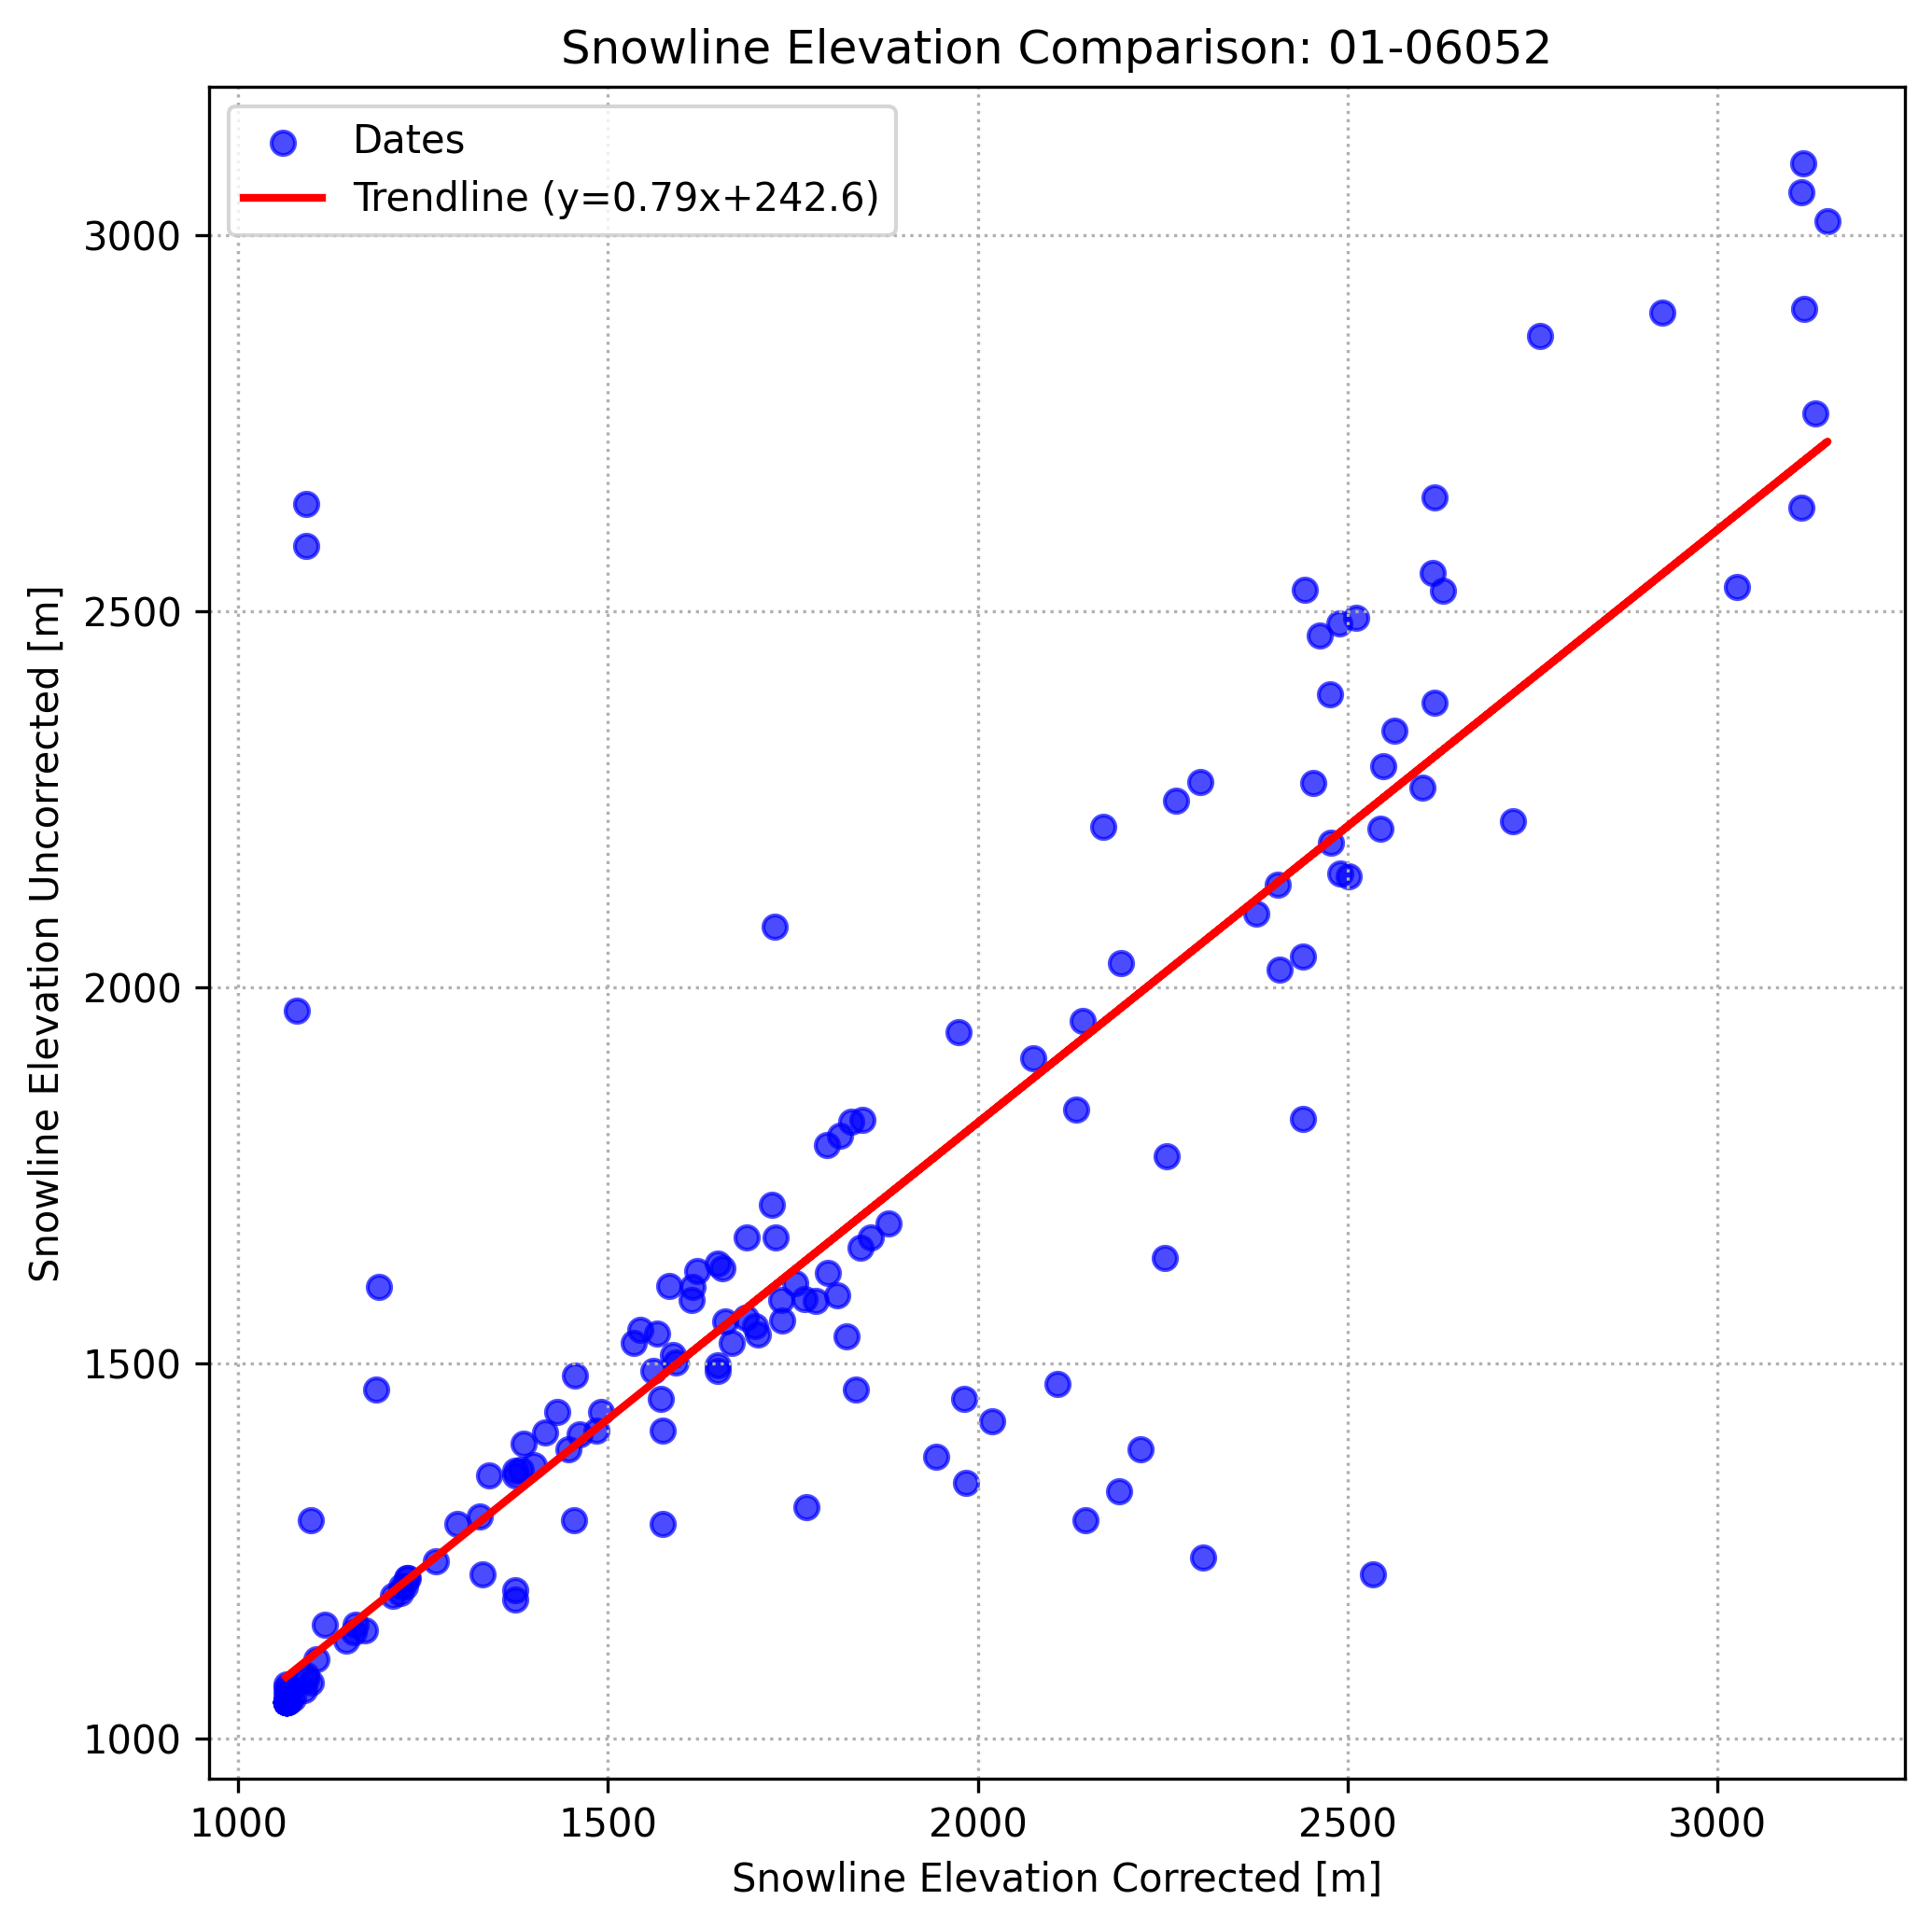 Snowline Elevation Comparison: 01-06052
Dates
Trendline (y=0.79x+242.6)
3000
2500
2000
1500
1000
Snowline Elevation Uncorrected [m]
1000 1500 2000 2500 3000
Snowline Elevation Corrected [m]